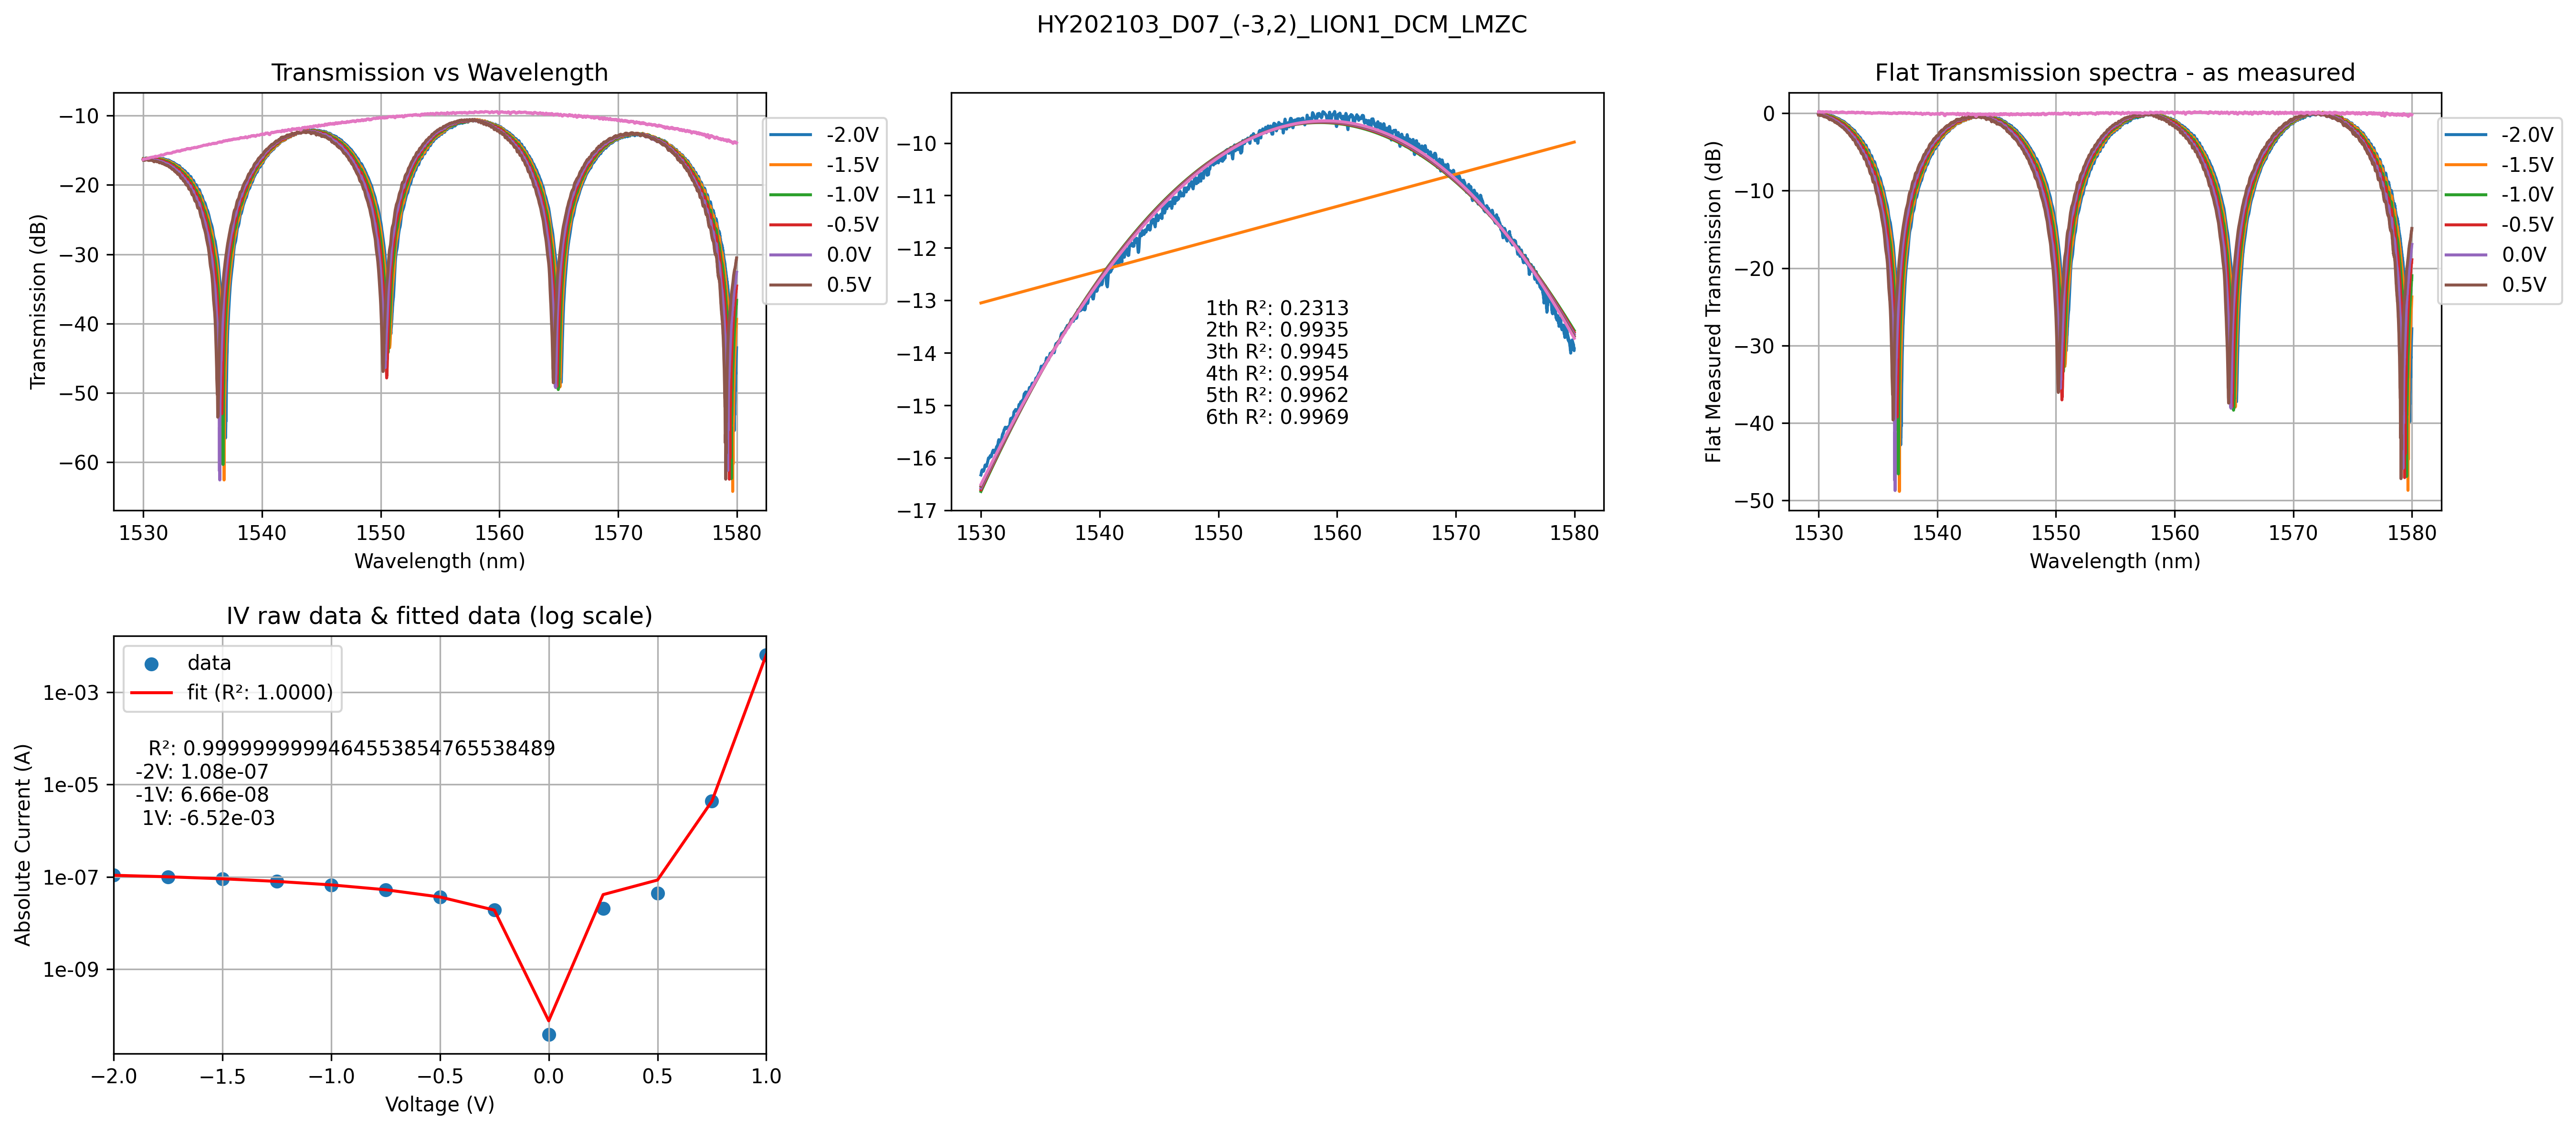 HY202103_D07_(-3,2)_LION1_DCM_LMZC
Transmission vs Wavelength
Transmission (dB)
−10
−20
−30
−40
−50
−60
1530 1540 1550 1560 1570 1580
Wavelength (nm)
-2.0V
-1.5V
-1.0V
-0.5V
0.0V
0.5V
−10
−11
−12
−13
−14
−15
−16
−17
1th R²: 0.2313
2th R²: 0.9935
3th R²: 0.9945
4th R²: 0.9954
5th R²: 0.9962
6th R²: 0.9969
1530 1540 1550 1560 1570 1580
Flat Transmission spectra - as measured
Flat Measured Transmission (dB)
0
−10
−20
−30
−40
−50
1530 1540 1550 1560 1570 1580
Wavelength (nm)
-2.0V
-1.5V
-1.0V
-0.5V
0.0V
0.5V
IV raw data & fitted data (log scale)
Absolute Current (A)
1e-03
1e-05
1e-07
1e-09
data
fit (R²: 1.0000)
R²: 0.9999999999464553854765538489
-2V: 1.08e-07
-1V: 6.66e-08
1V: -6.52e-03
−2.0 −1.5 −1.0 −0.5 0.0 0.5 1.0
Voltage (V)